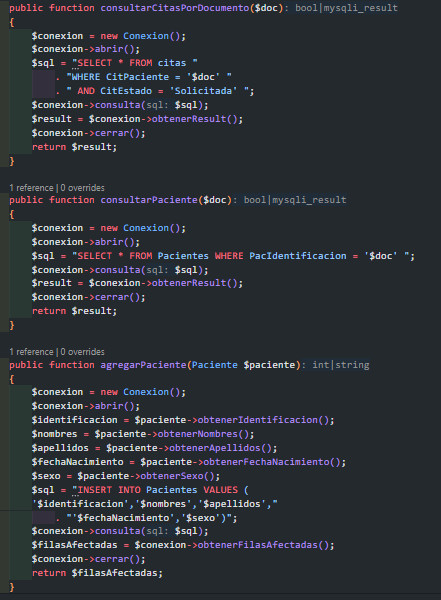 public function consultarCitasPorDocumento($doc): bool|mysqli_result
{
$conexion = new Conexion();
$conexion->abrir();
$sql = "SELECT * FROM citas "
. "WHERE CitPaciente = '$doc' "
. " AND CitEstado = 'Solicitada' ";
$conexion->consulta(sql: $sql);
$result = $conexion->obtenerResult();
$conexion->cerrar();
return $result;
}
1 reference | 0 overrides
public function consultarPaciente($doc): bool|mysqli_result
{
$conexion = new Conexion();
$conexion->abrir();
$sql = "SELECT * FROM Pacientes WHERE PacIdentificacion = '$doc' ";
$conexion->consulta(sql: $sql);
$result = $conexion->obtenerResult();
$conexion->cerrar();
return $result;
}
1 reference | 0 overrides
public function agregarPaciente(Paciente $paciente): int|string
{
$conexion = new Conexion();
$conexion->abrir();
$identificacion = $paciente->obtenerIdentificacion();
$nombres = $paciente->obtenerNombres();
$apellidos = $paciente->obtenerApellidos();
$fechaNacimiento = $paciente->obtenerFechaNacimiento();
$sexo = $paciente->obtenerSexo();
$sql = "INSERT INTO Pacientes VALUES (
'$identificacion','$nombres','$apellidos',"
. "'$fechaNacimiento','$sexo')";
$conexion->consulta(sql: $sql);
$filasAfectadas = $conexion->obtenerFilasAfectadas();
$conexion->cerrar();
return $filasAfectadas;
}